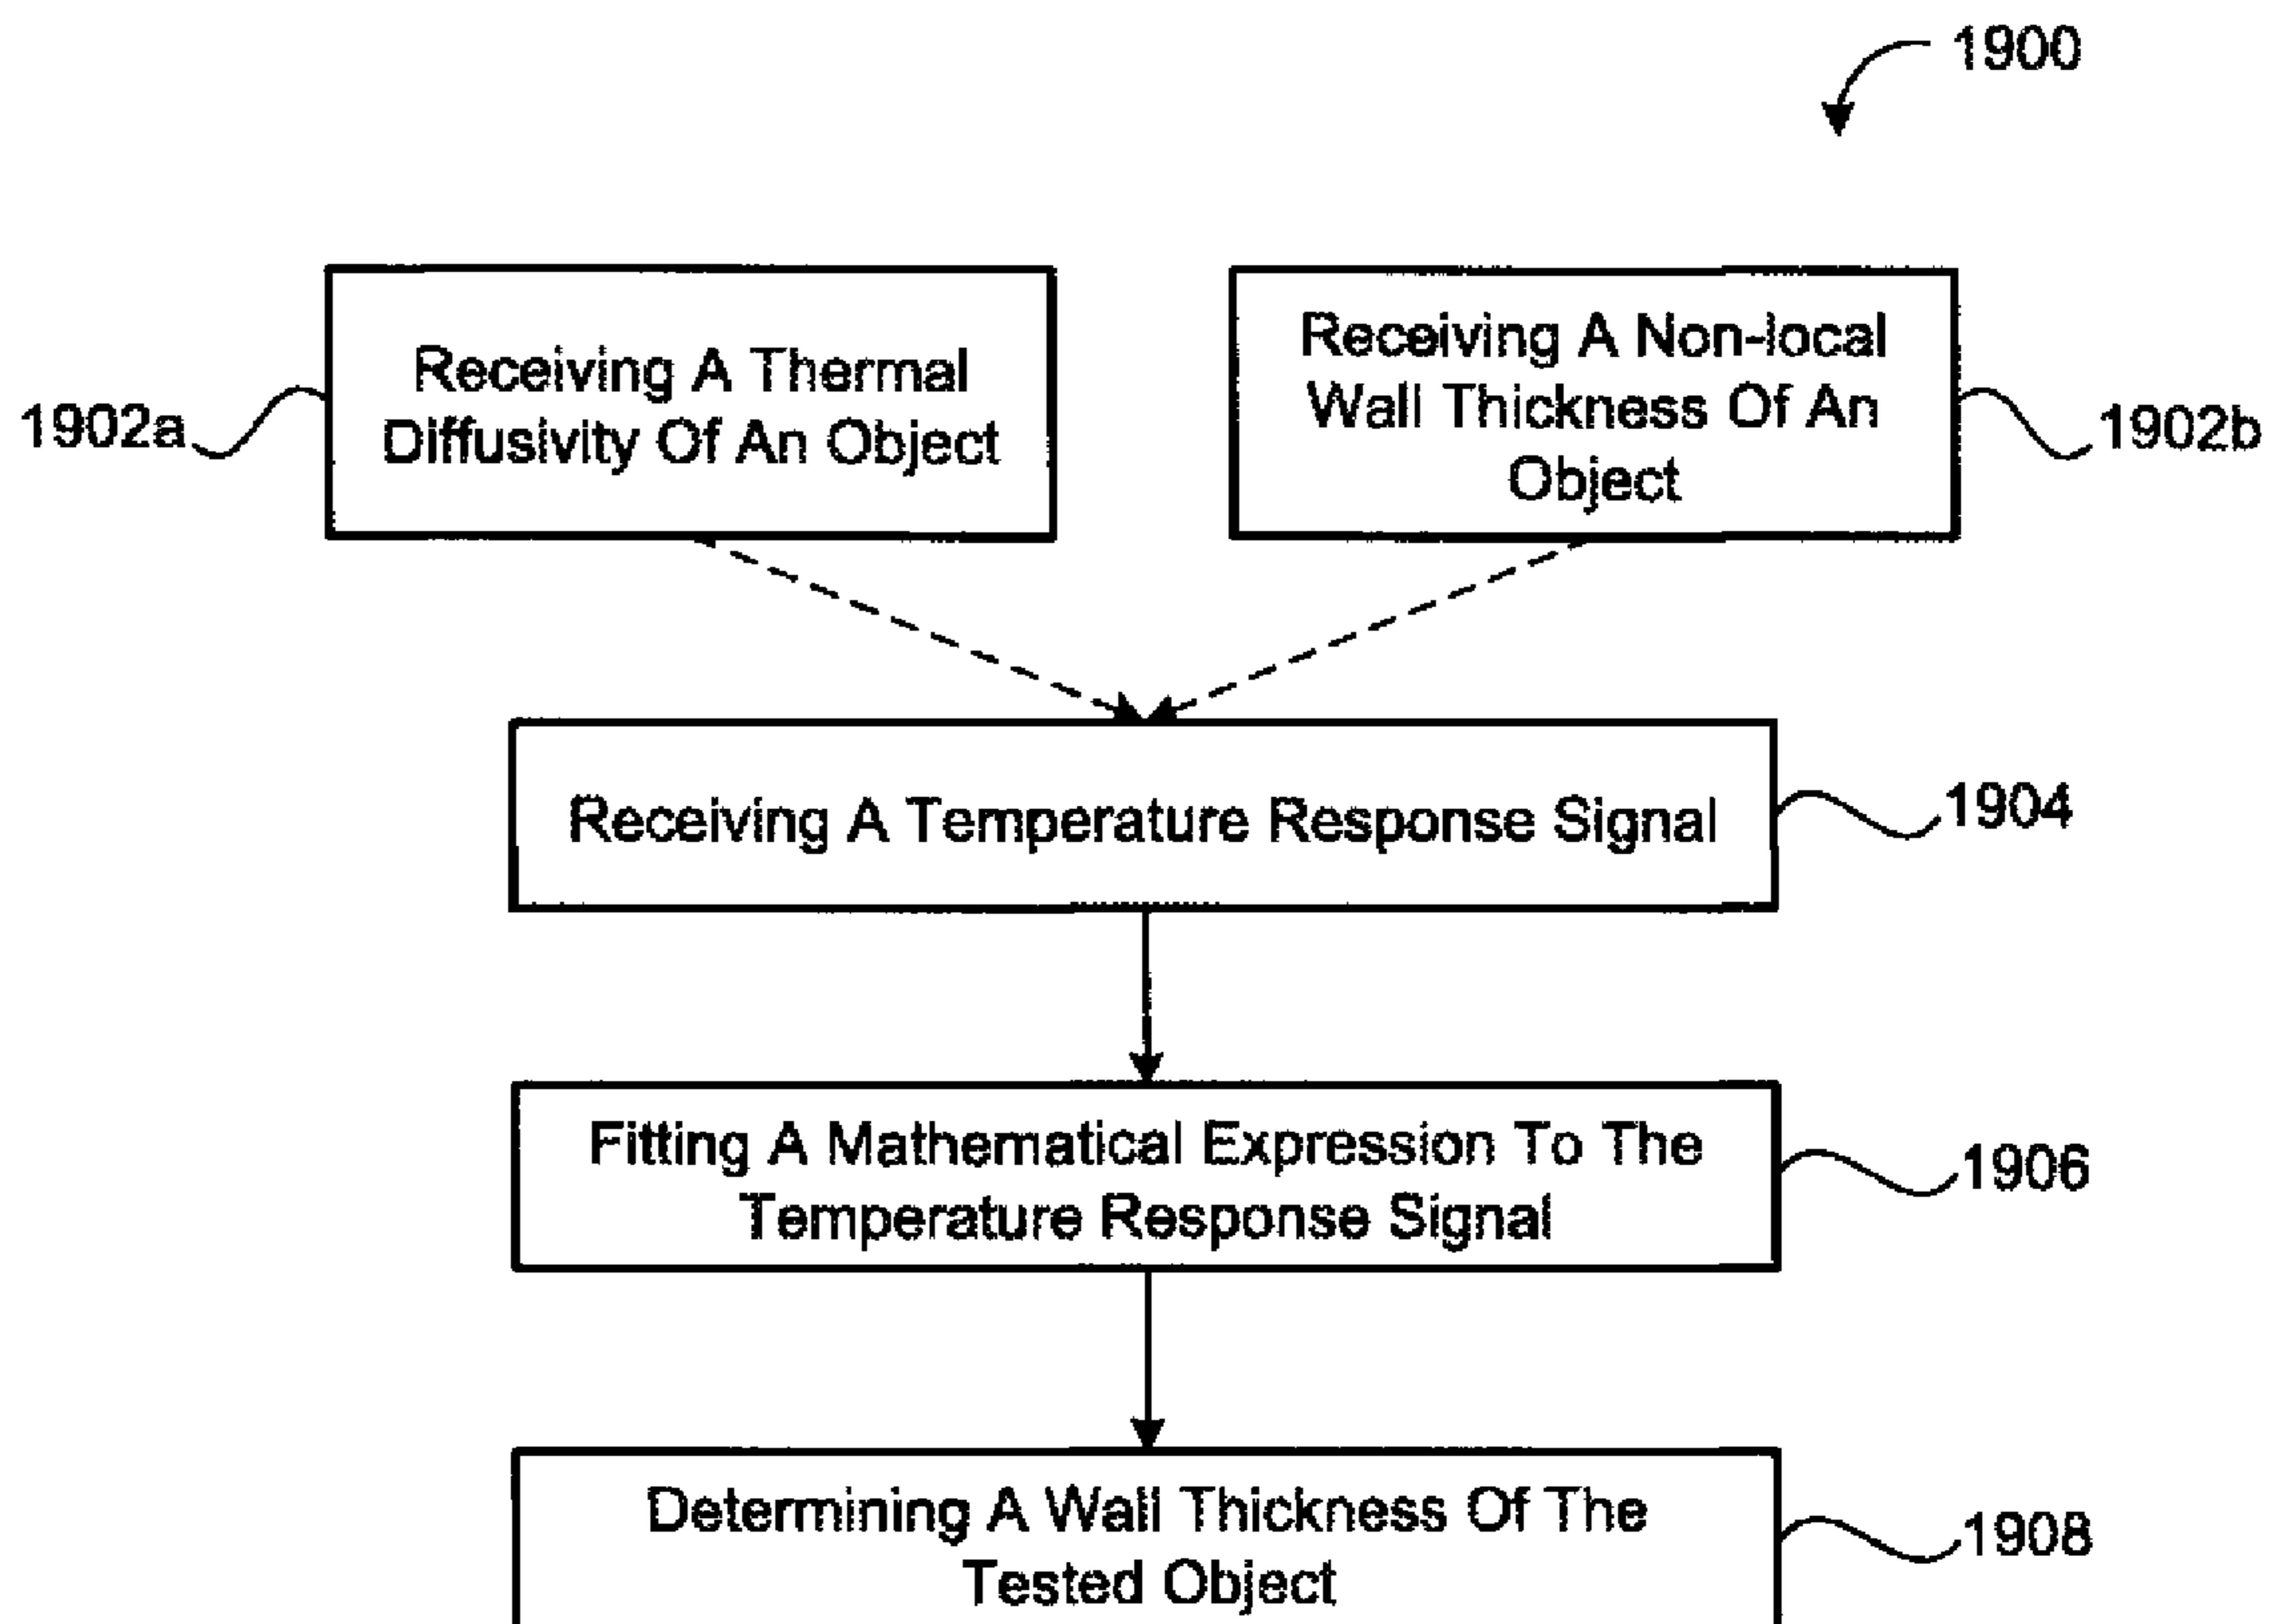 1900
Receiving A Thermal
Diffusivity Of An Object
1902a
Receiving A Non-local
Wall Thickness Of An
Object
1902b
Receiving A Temperature Response Signal
1904
Fitting A Mathematical Expression To The
Temperature Response Signal
1906
Determining A Wall Thickness Of The
Tested Object
1908